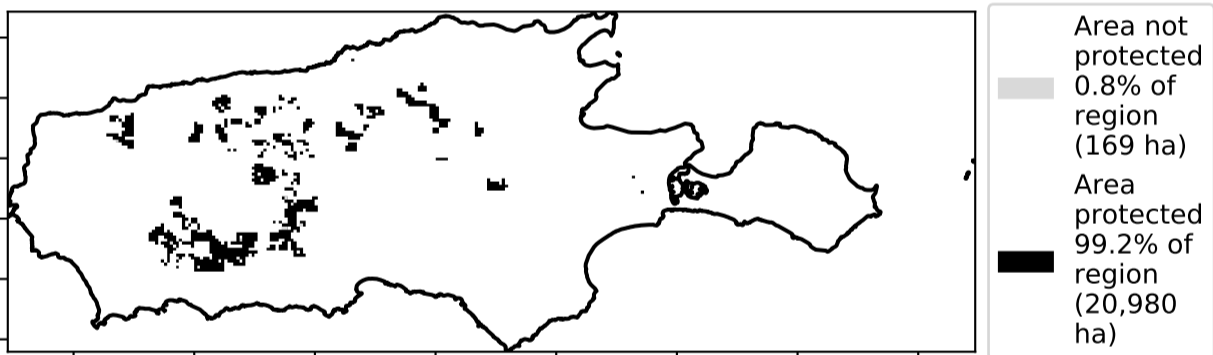 Area not
protected
0.8% of
region
(169 ha)
Area
protected
99.2% of
region
(20,980
ha)